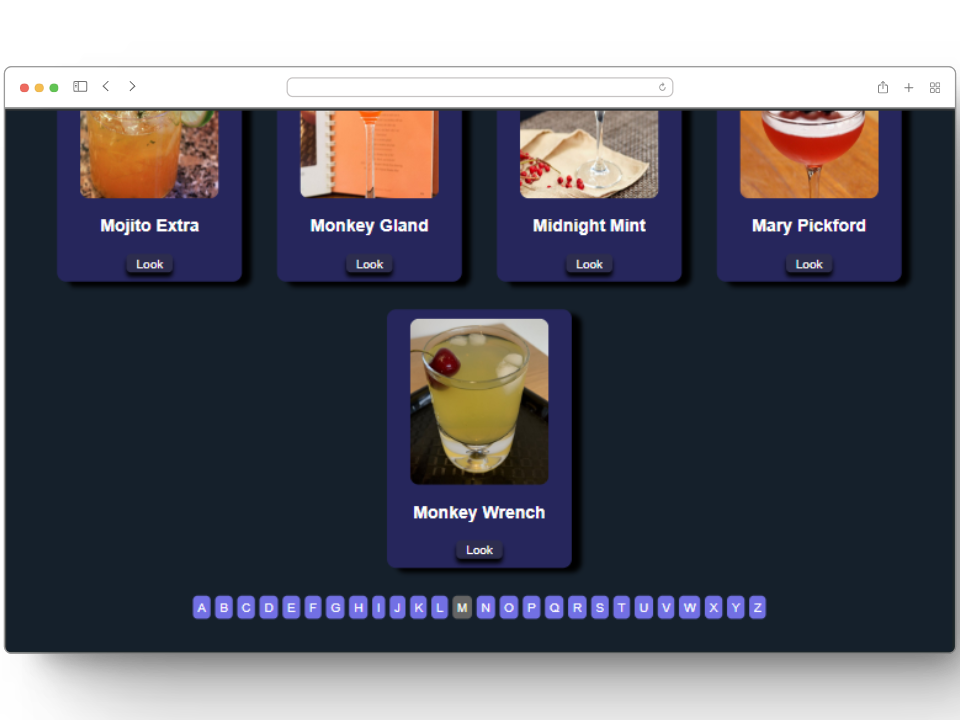 Mojito Extra
Monkey Gland
Midnight Mint
Mary Pickford
Look
Look
Look
Look
Monkey Wrench
Look
A B C D E F G H I J K L M N O P Q R S T U V W X Y Z